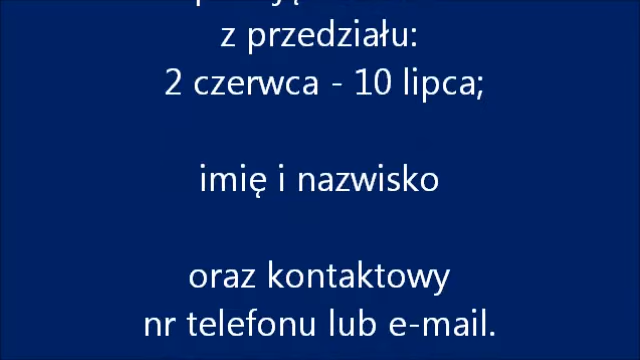 z przedziału:
2 czerwca - 10 lipca;
imię i nazwisko
oraz kontaktowy
nr telefonu lub e-mail.